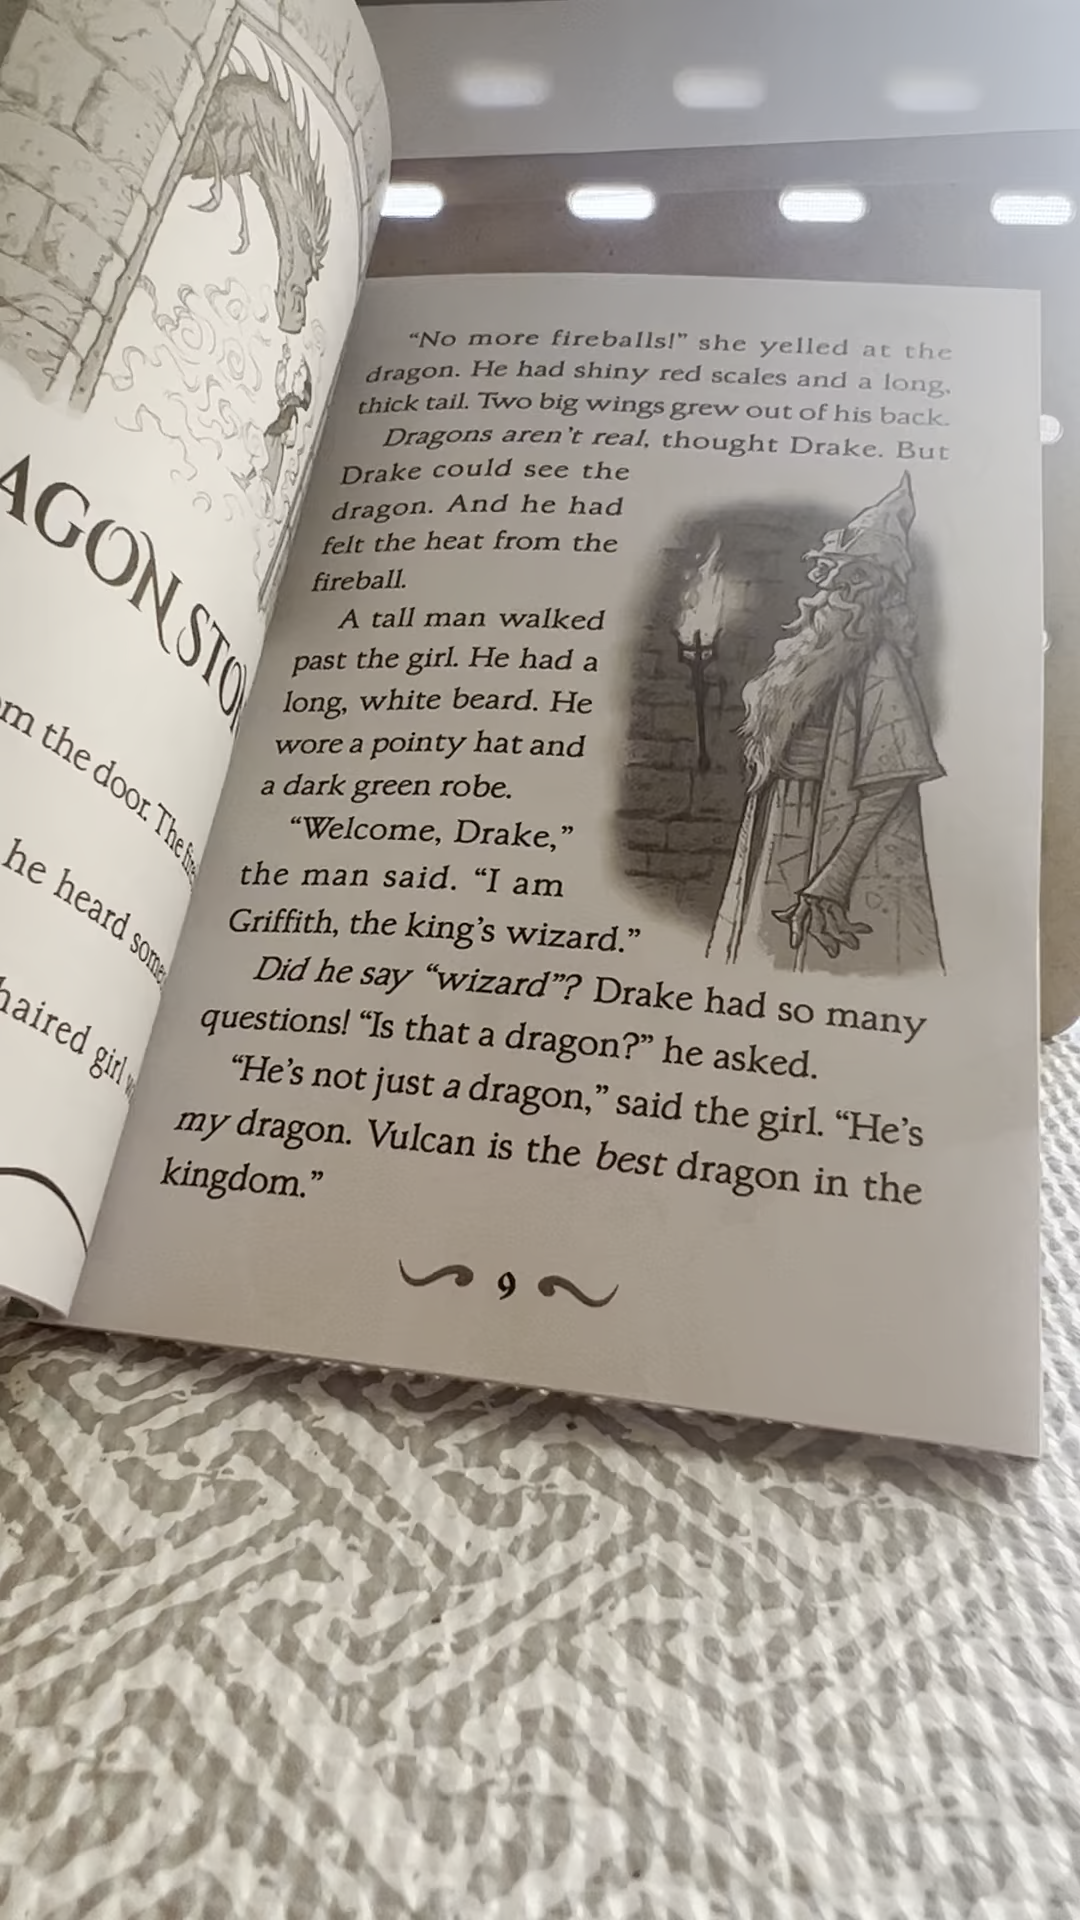 AGON STO
om the door. The fire
he heard some
haired girl w
“No more fireballs!” she yelled at the
dragon. He had shiny red scales and a long,
thick tail. Two big wings grew out of his back.
Dragons aren’t real, thought Drake. But
Drake could see the
dragon. And he had
felt the heat from the
fireball.
A tall man walked
past the girl. He had a
long, white beard. He
wore a pointy hat and
a dark green robe.
“Welcome, Drake,”
the man said. “I am
Griffith, the king’s wizard.”
Did he say “wizard”? Drake had so many
questions! “Is that a dragon?” he asked.
“He’s not just a dragon,” said the girl. “He’s
my dragon. Vulcan is the best dragon in the
kingdom.”
9